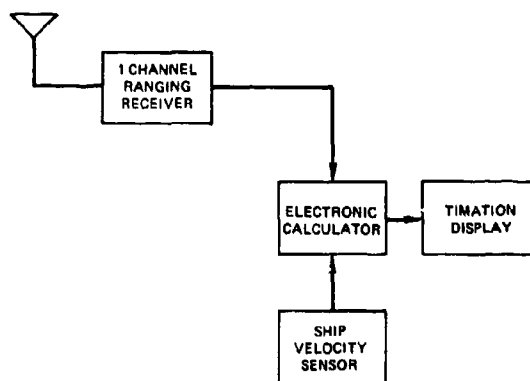 1 CHANNEL
RANGING
RECEIVER
ELECTRONIC
CALCULATOR
TIMATION
DISPLAY
SHIP
VELOCITY
SENSOR